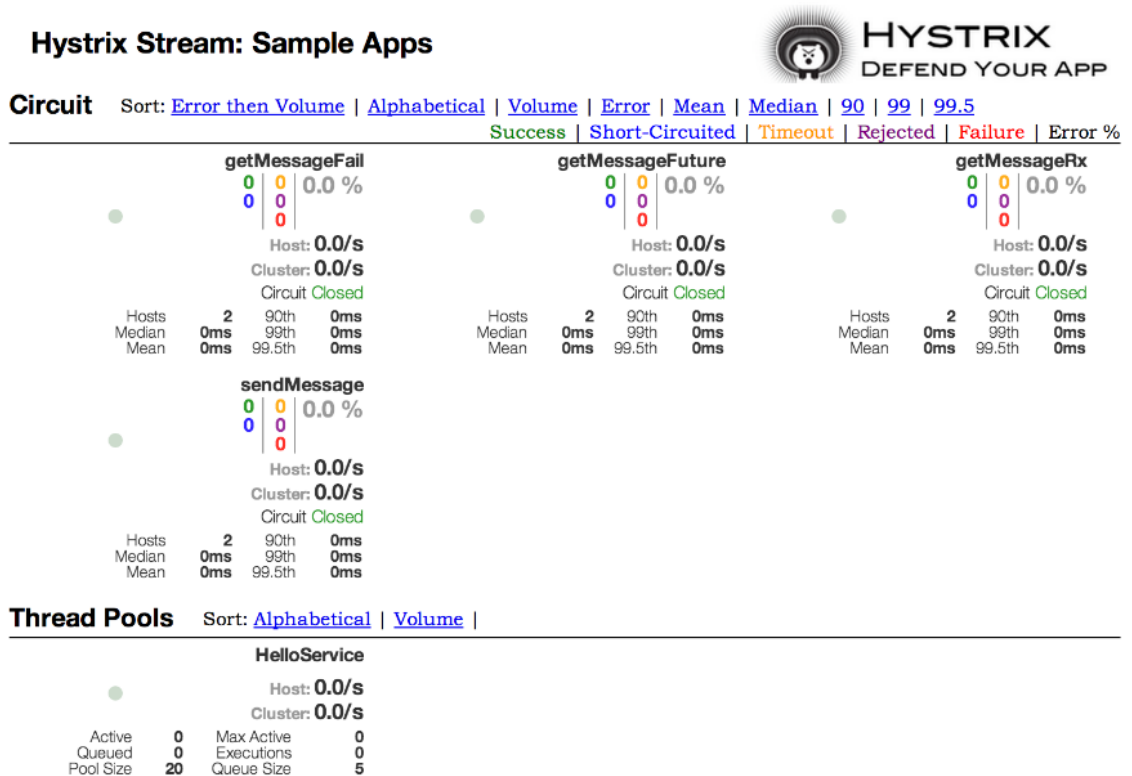 Hystrix Stream: Sample Apps
HYSTRIX
DEFEND YOUR APP
Circuit Sort: Error then Volume | Alphabetical | Volume | Error | Mean | Median | 90 | 99 | 99.5
Success | Short-Circuited | Timeout | Rejected | Failure | Error %
getMessageFail getMessageFuture getMessageRx
0 0 0.0 % 0 0 0.0 % 0 0 0.0 %
0 0 0 0 0 0
0 0 0
Host: 0.0/s Host: 0.0/s Host: 0.0/s
Cluster: 0.0/s Cluster: 0.0/s Cluster: 0.0/s
Circuit Closed Circuit Closed Circuit Closed
Hosts 2 90th 0ms Hosts 2 90th 0ms Hosts 2 90th 0ms
Median 0ms 99th 0ms Median 0ms 99th 0ms Median 0ms 99th 0ms
Mean 0ms 99.5th 0ms Mean 0ms 99.5th 0ms Mean 0ms 99.5th 0ms
sendMessage
0 0 0.0 %
0 0
0
Host: 0.0/s
Cluster: 0.0/s
Circuit Closed
Hosts 2 90th 0ms
Median 0ms 99th 0ms
Mean 0ms 99.5th 0ms
Thread Pools Sort: Alphabetical | Volume |
HelloService
Host: 0.0/s
Cluster: 0.0/s
Active 0 Max Active 0
Queued 0 Executions 0
Pool Size 20 Queue Size 5